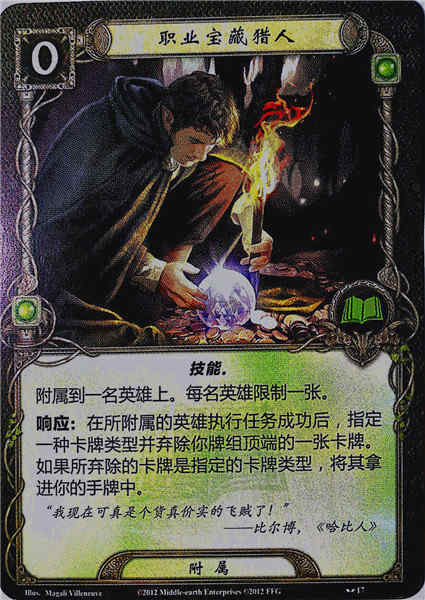 0
职业宝藏猎人
技能.
附属到一名英雄上。每名英雄限制一张。
响应：在所附属的英雄执行任务成功后，指定
一种卡牌类型并弃除你牌组顶端的一张卡牌。
如果所弃除的卡牌是指定的卡牌类型，将其拿
进你的手牌中。
“我现在可真是个货真价实的飞贼了！”
——比尔博，《哈比人》
附属
Illus. Magali Villeneuve ©2012 Middle-earth Enterprises ©2012 FFG 17